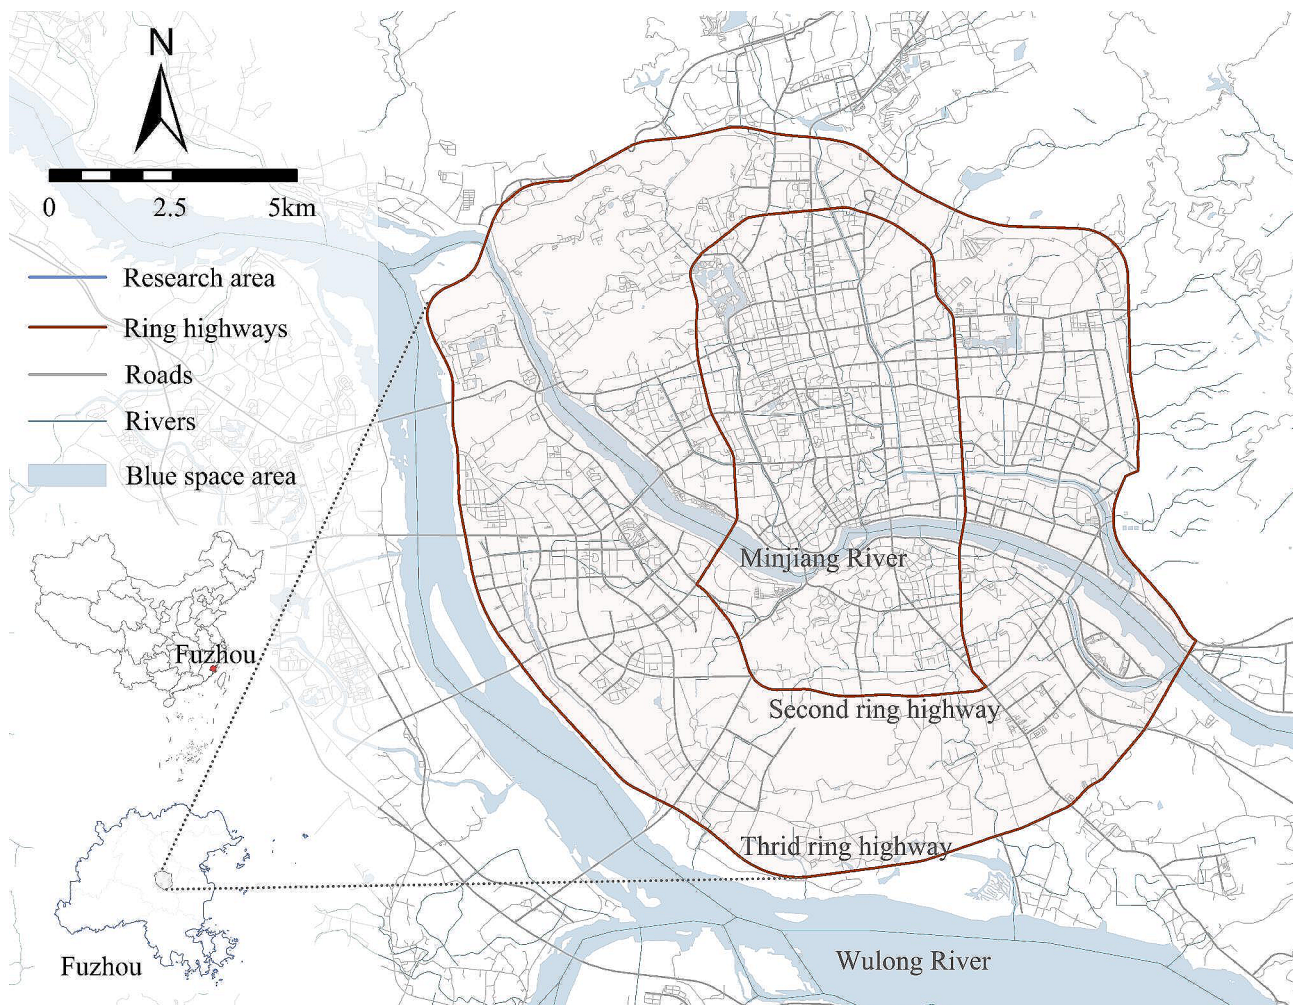 N
0 2.5 5km
Research area
Ring highways
Roads
Rivers
Blue space area
Minjiang River
Fuzhou
Second ring highway
Thrid ring highway
Wulong River
Fuzhou